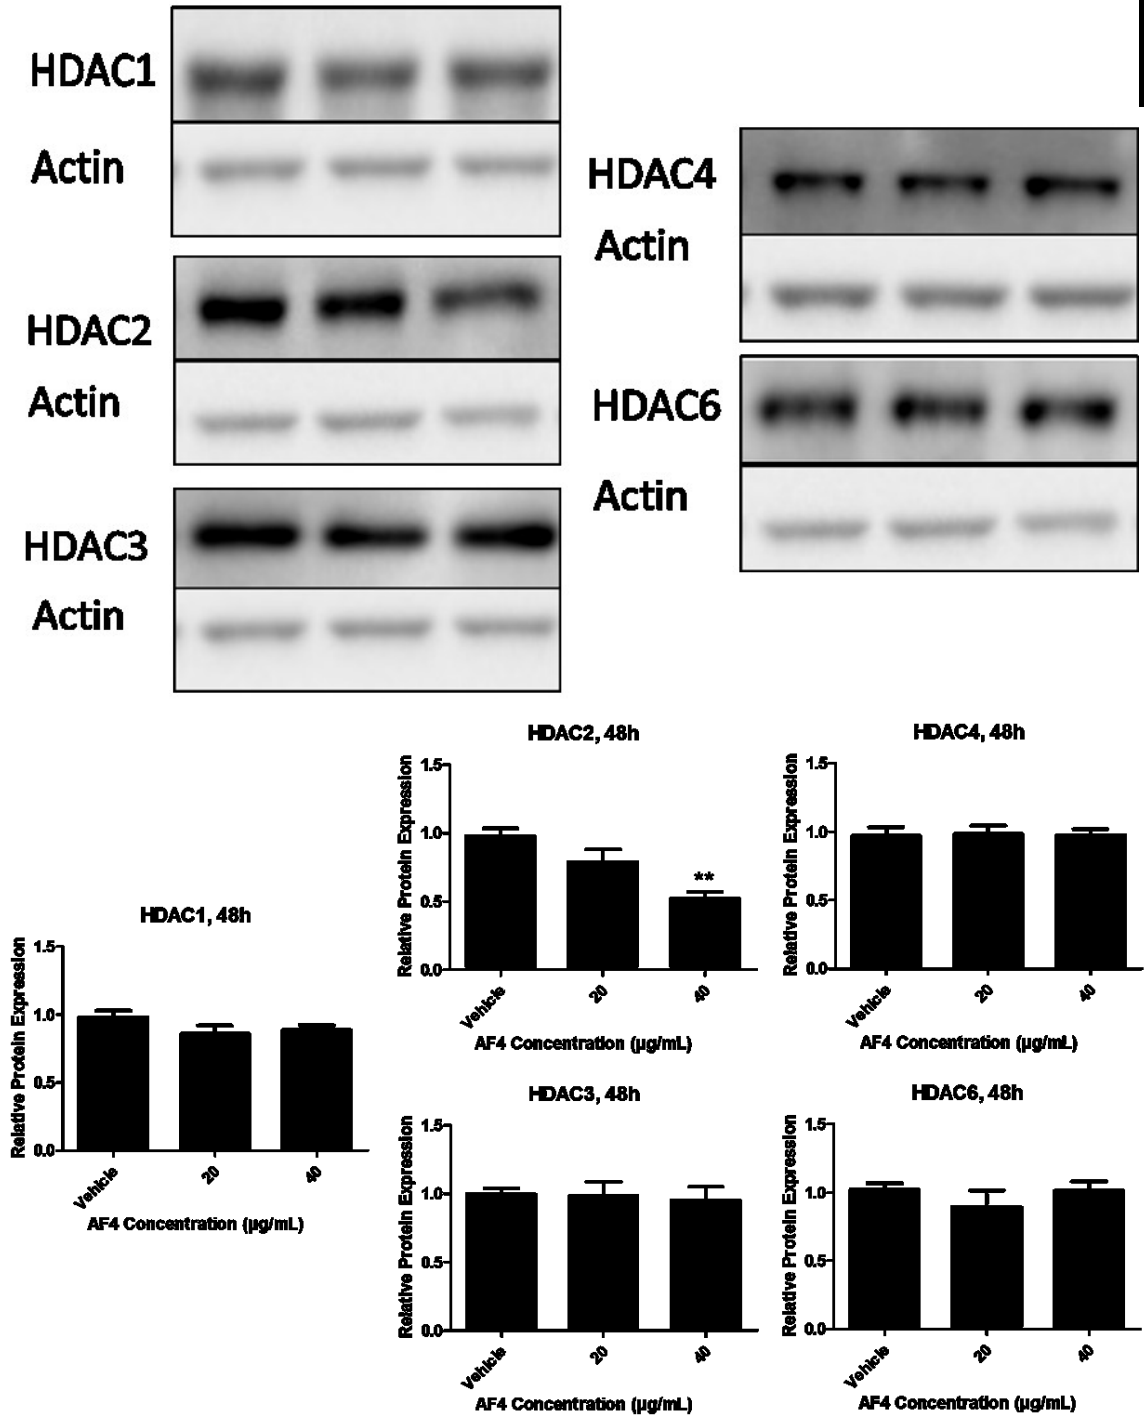 HDAC1
Actin
HDAC2
Actin
HDAC3
Actin
HDAC4
Actin
HDAC6
Actin
HDAC1, 48h
Relative Protein Expression
1.5
1.0
0.5
0.0
Vehicle 20 40
AF4 Concentration (µg/mL)
HDAC2, 48h
Relative Protein Expression
1.5
1.0
0.5
0.0
**
Vehicle 20 40
AF4 Concentration (µg/mL)
HDAC4, 48h
Relative Protein Expression
1.5
1.0
0.5
0.0
Vehicle 20 40
AF4 Concentration (µg/mL)
HDAC3, 48h
Relative Protein Expression
1.5
1.0
0.5
0.0
Vehicle 20 40
AF4 Concentration (µg/mL)
HDAC6, 48h
Relative Protein Expression
1.5
1.0
0.5
0.0
Vehicle 20 40
AF4 Concentration (µg/mL)